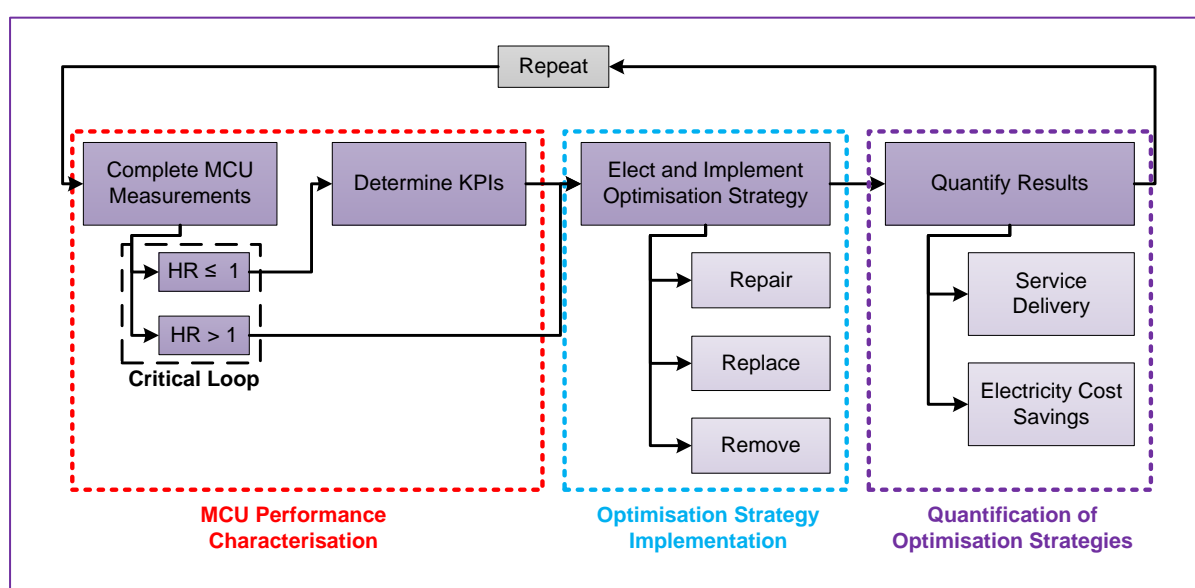 Repeat
Complete MCU
Measurements
Determine KPIs
Elect and Implement
Optimisation Strategy
Quantify Results
HR ≤ 1
HR > 1
Critical Loop
Repair
Replace
Remove
Service
Delivery
Electricity Cost
Savings
MCU Performance
Characterisation
Optimisation Strategy
Implementation
Quantification of
Optimisation Strategies